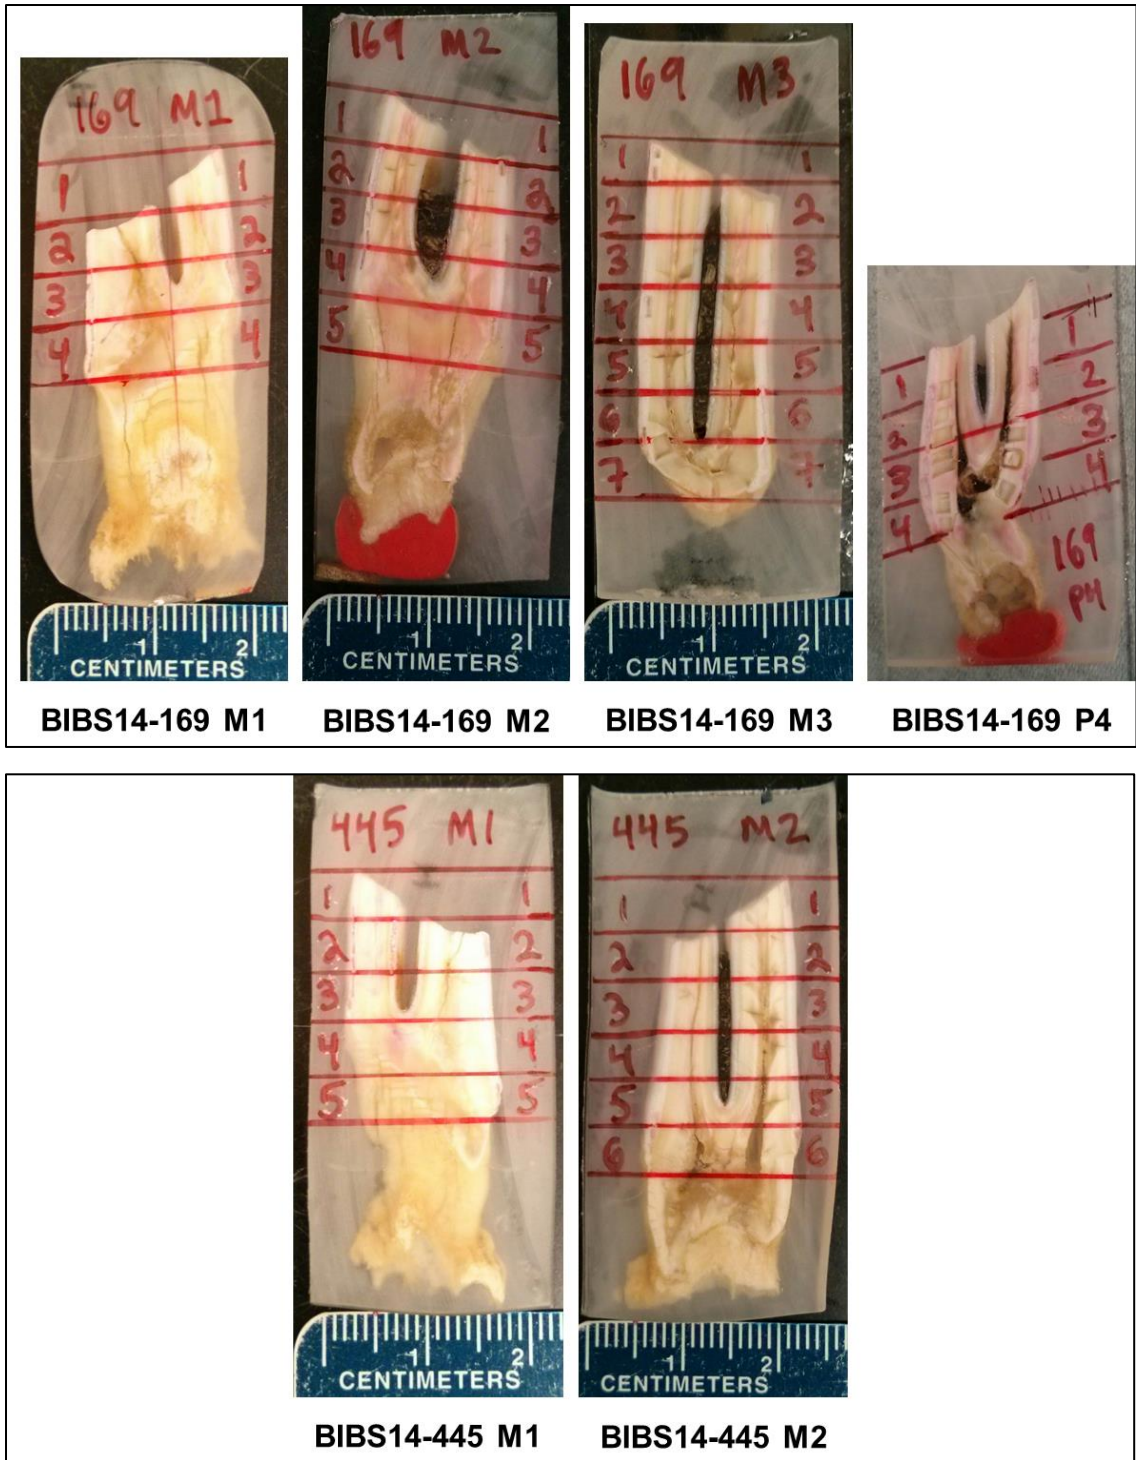 169 M1
1 1
2 2
3 3
4 4
1 2
CENTIMETERS
BIBS14-169 M1
169 M2
1 1
2 2
3 3
4 4
5 5
1 2
CENTIMETERS
BIBS14-169 M2
169 M3
1 1
2 2
3 3
4 4
5 5
6 6
7 7
1 2
CENTIMETERS
BIBS14-169 M3
1 1
2 2
3 3
4 4
169
P4
BIBS14-169 P4
445 M1
1 1
2 2
3 3
4 4
5 5
1 2
CENTIMETERS
BIBS14-445 M1
445 M2
1 1
2 2
3 3
4 4
5 5
6 6
1 2
CENTIMETERS
BIBS14-445 M2